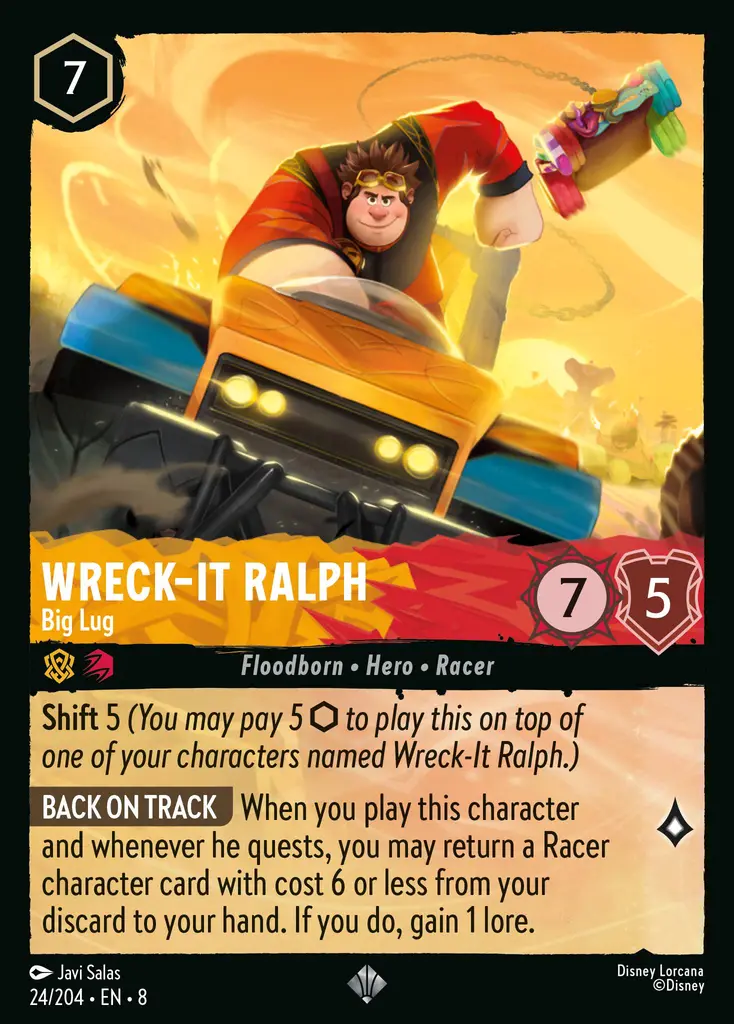 7
WRECK-IT RALPH
Big Lug
7
5
Floodborn • Hero • Racer
Shift 5 (You may pay 5 ⬡ to play this on top of
one of your characters named Wreck-It Ralph.)
BACK ON TRACK When you play this character
and whenever he quests, you may return a Racer
character card with cost 6 or less from your
discard to your hand. If you do, gain 1 lore.
Javi Salas
24/204 • EN • 8
Disney Lorcana
©Disney